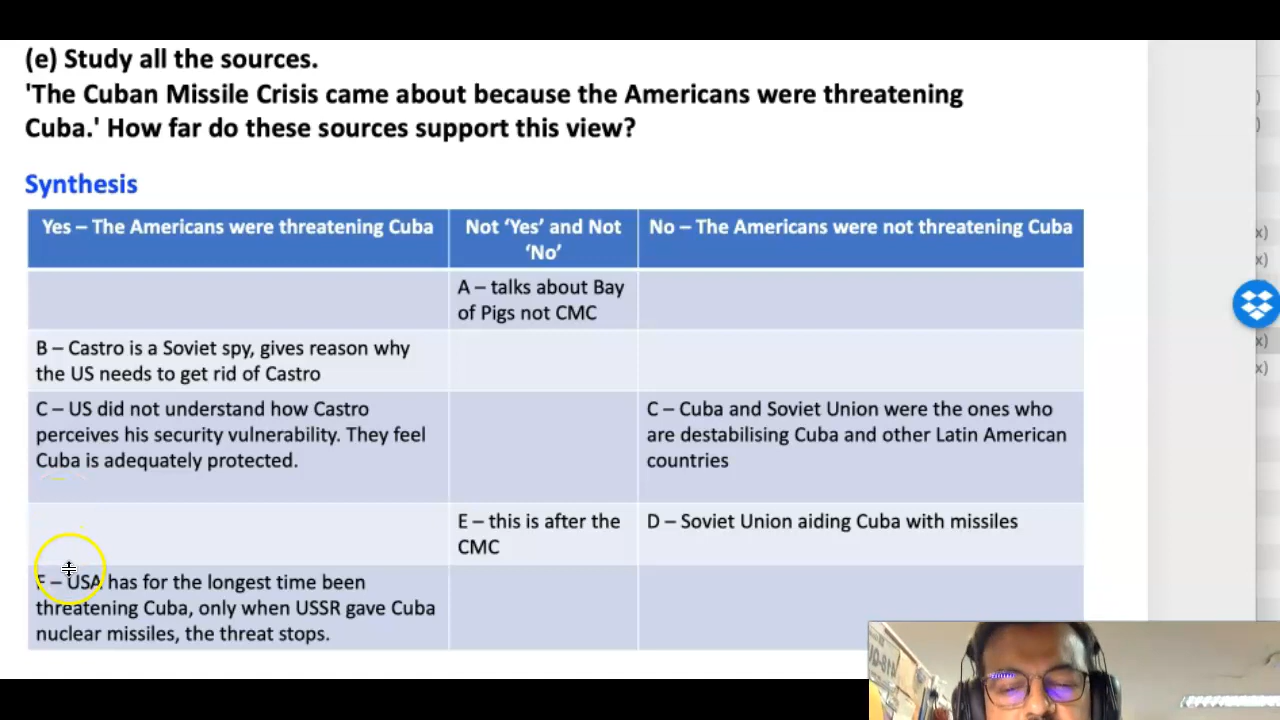 (e) Study all the sources.
'The Cuban Missile Crisis came about because the Americans were threatening
Cuba.' How far do these sources support this view?
Synthesis
Yes – The Americans were threatening Cuba
Not 'Yes' and Not
'No'
No – The Americans were not threatening Cuba
A – talks about Bay
of Pigs not CMC
B – Castro is a Soviet spy, gives reason why
the US needs to get rid of Castro
C – US did not understand how Castro
perceives his security vulnerability. They feel
Cuba is adequately protected.
C – Cuba and Soviet Union were the ones who
are destabilising Cuba and other Latin American
countries
E – this is after the
CMC
D – Soviet Union aiding Cuba with missiles
F – USA has for the longest time been
threatening Cuba, only when USSR gave Cuba
nuclear missiles, the threat stops.
)
)
x)
x)
x)
x)